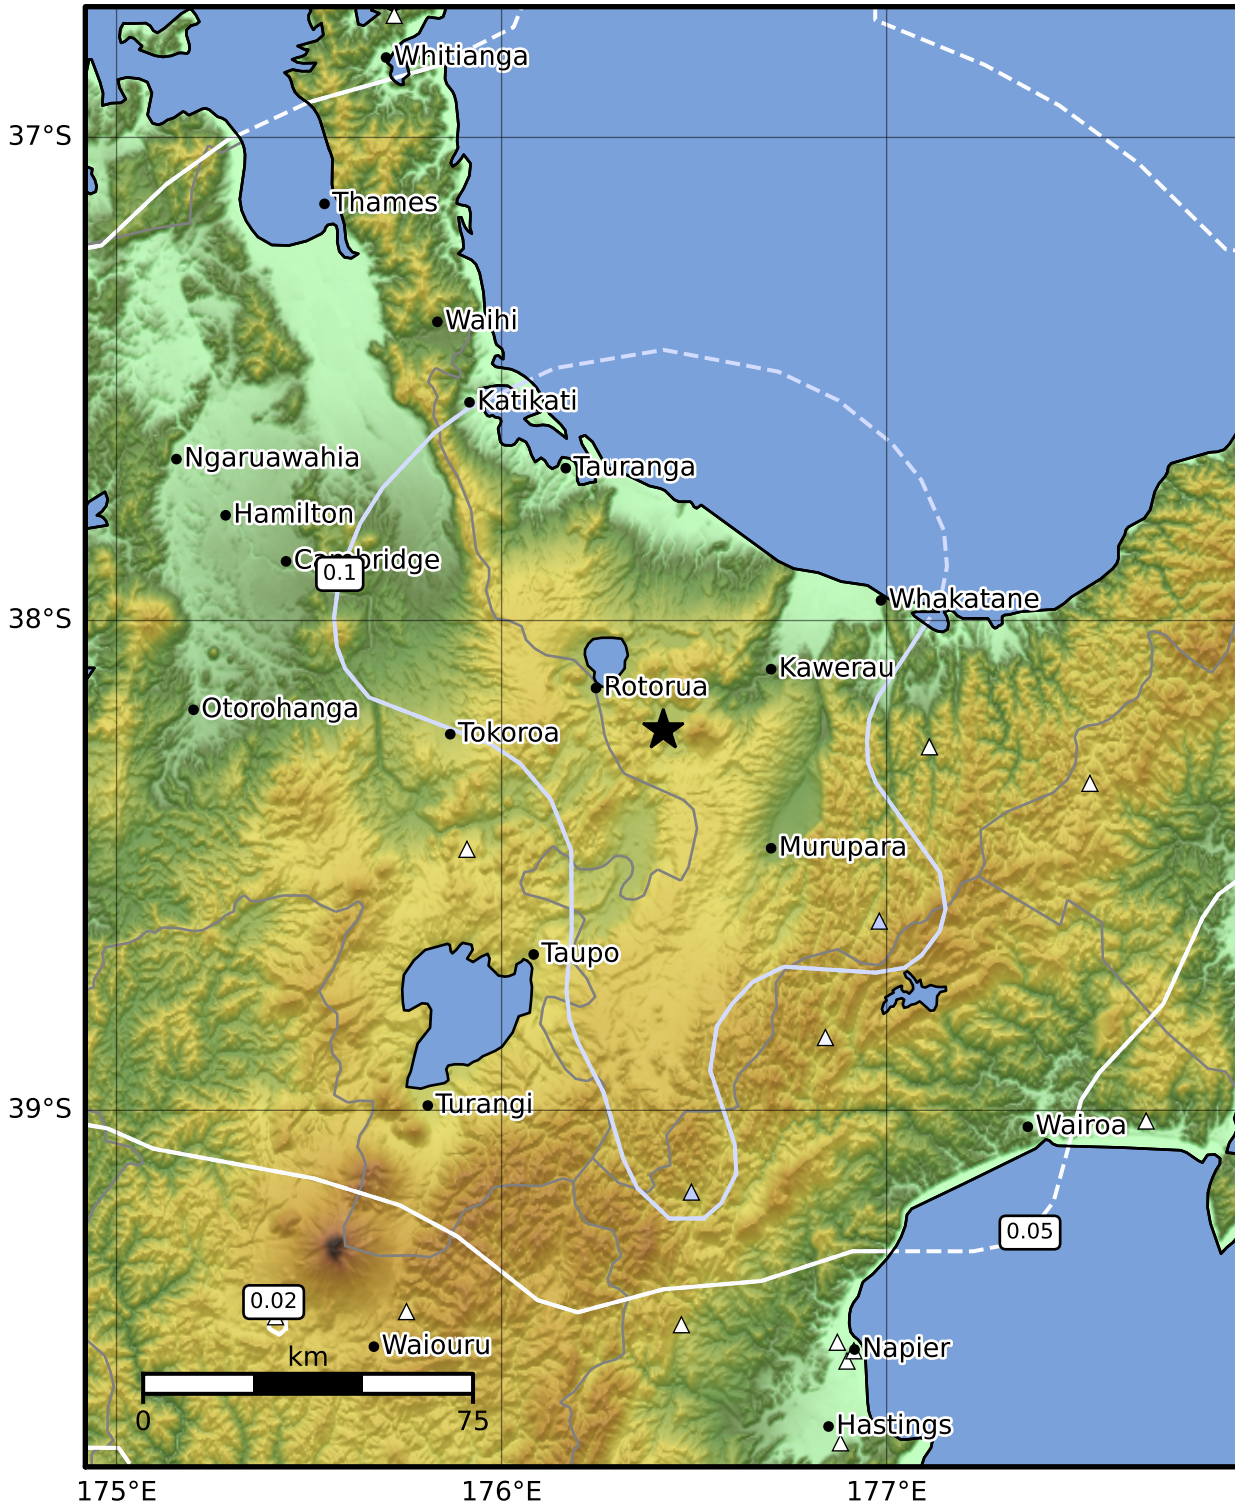 Whitianga
37°S
Thames
Waihi
Katikati
Ngaruawahia
Tauranga
Hamilton
Cambridge
0.1
Whakatane
38°S
Kawerau
Rotorua
Otorohanga
Tokoroa
Murupara
Taupo
39°S
Turangi
Wairoa
0.05
0.02
Waiouru
Napier
km
0
75
Hastings
175°E
176°E
177°E